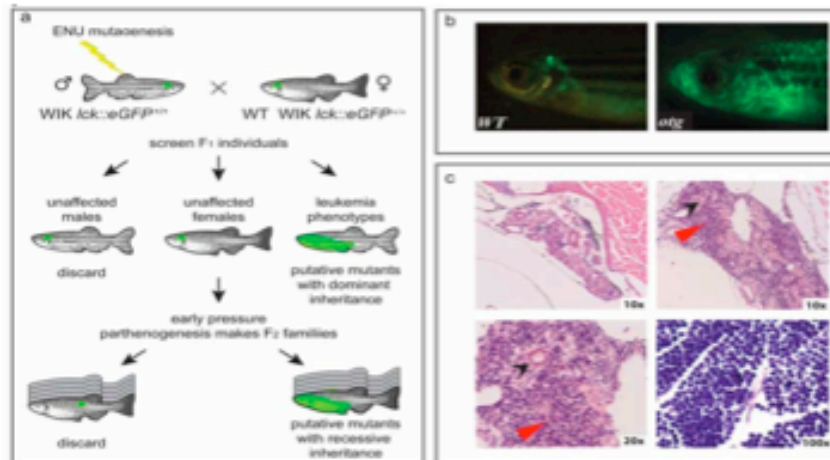 a
ENU mutagenesis
♂ × ♀
WIK lck::eGFP+/+ WT WIK lck::eGFP+/+
screen F1 individuals
unaffected males
unaffected females
leukemia phenotypes
discard
putative mutants
with dominant
inheritance
early pressure
parthenogenesis makes F2 families
discard
putative mutants
with recessive
inheritance
b
WT
otg
c
10x
10x
20x
100x